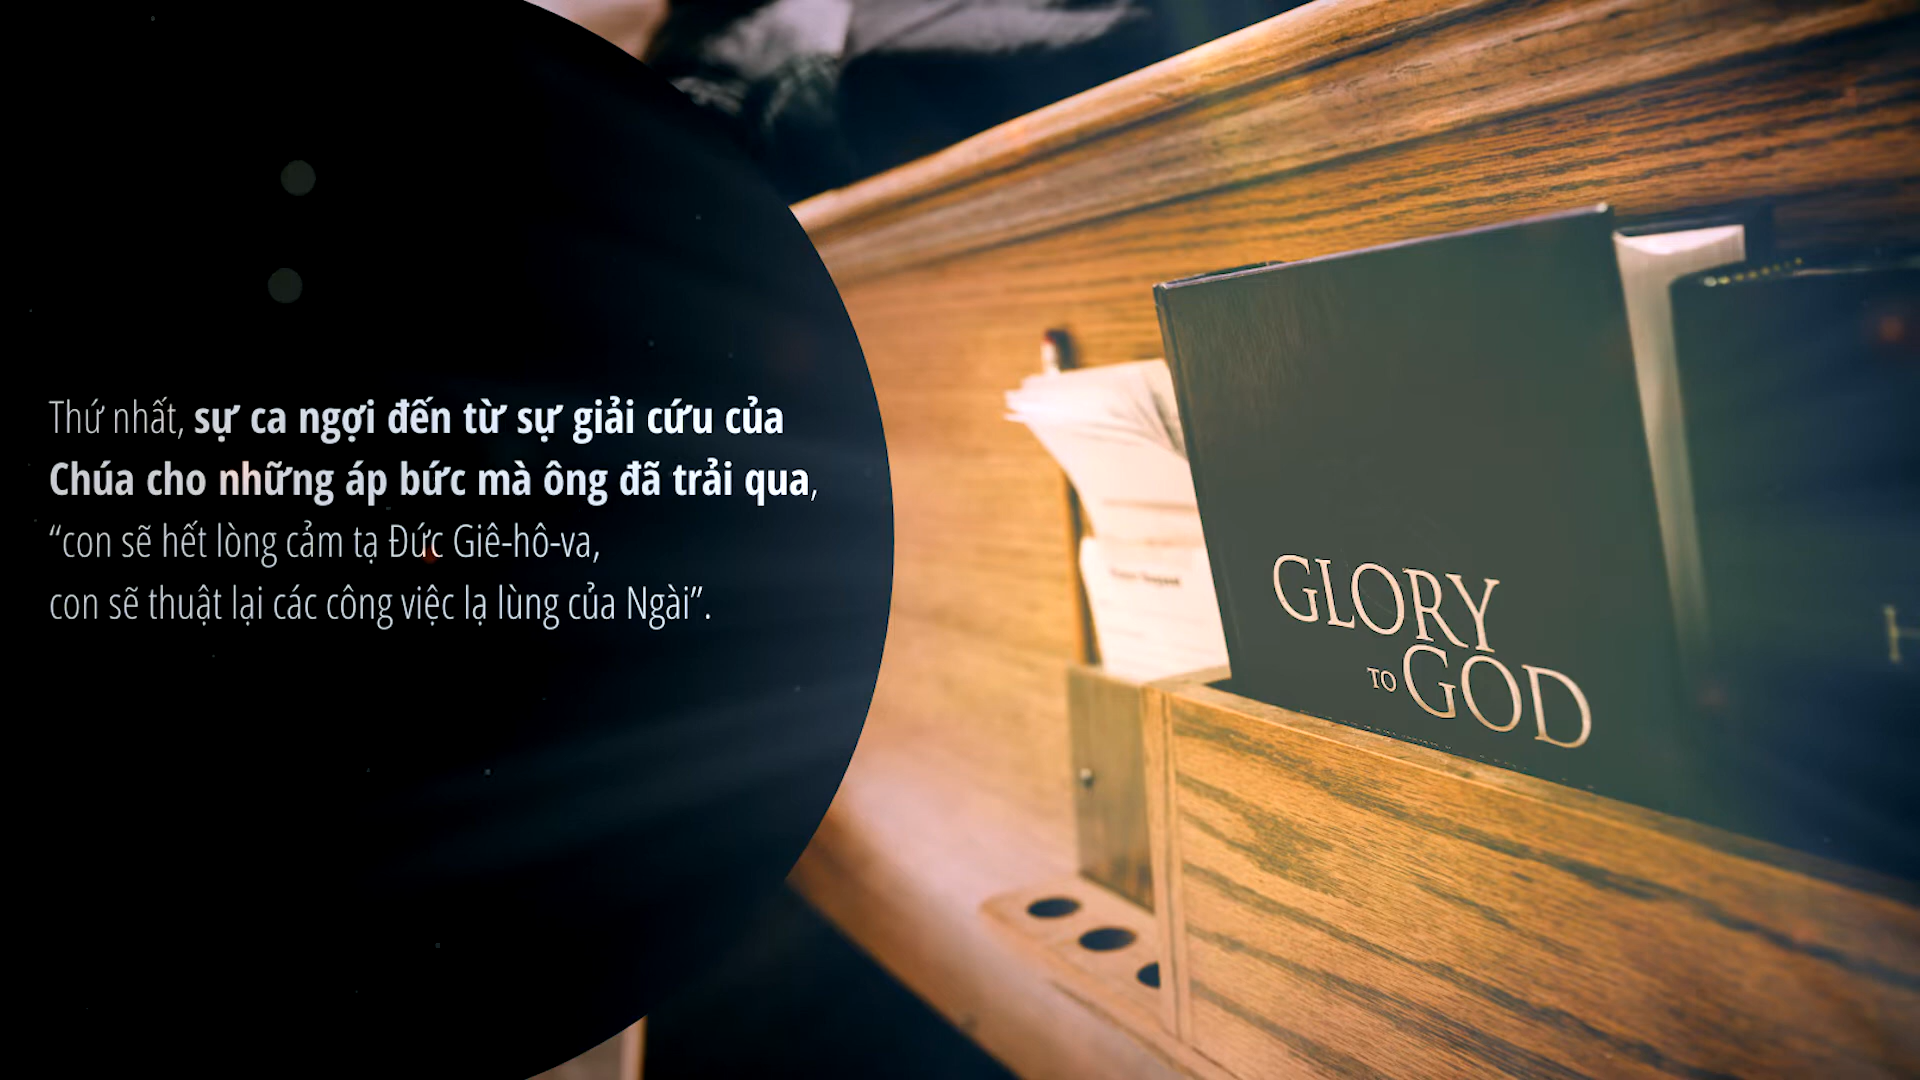 Thứ nhất, sự ca ngợi đến từ sự giải cứu của
Chúa cho những áp bức mà ông đã trải qua,
“con sẽ hết lòng cảm tạ Đức Giê-hô-va,
con sẽ thuật lại các công việc lạ lùng của Ngài”.
GLORY
TO GOD